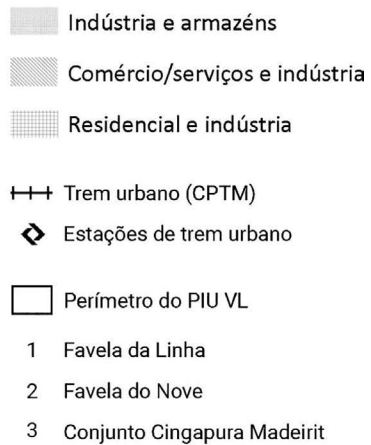 Indústria e armazéns
Comércio/serviços e indústria
Residencial e indústria
Trem urbano (CPTM)
Estações de trem urbano
Perímetro do PIU VL
1 Favela da Linha
2 Favela do Nove
3 Conjunto Cingapura Madeirit